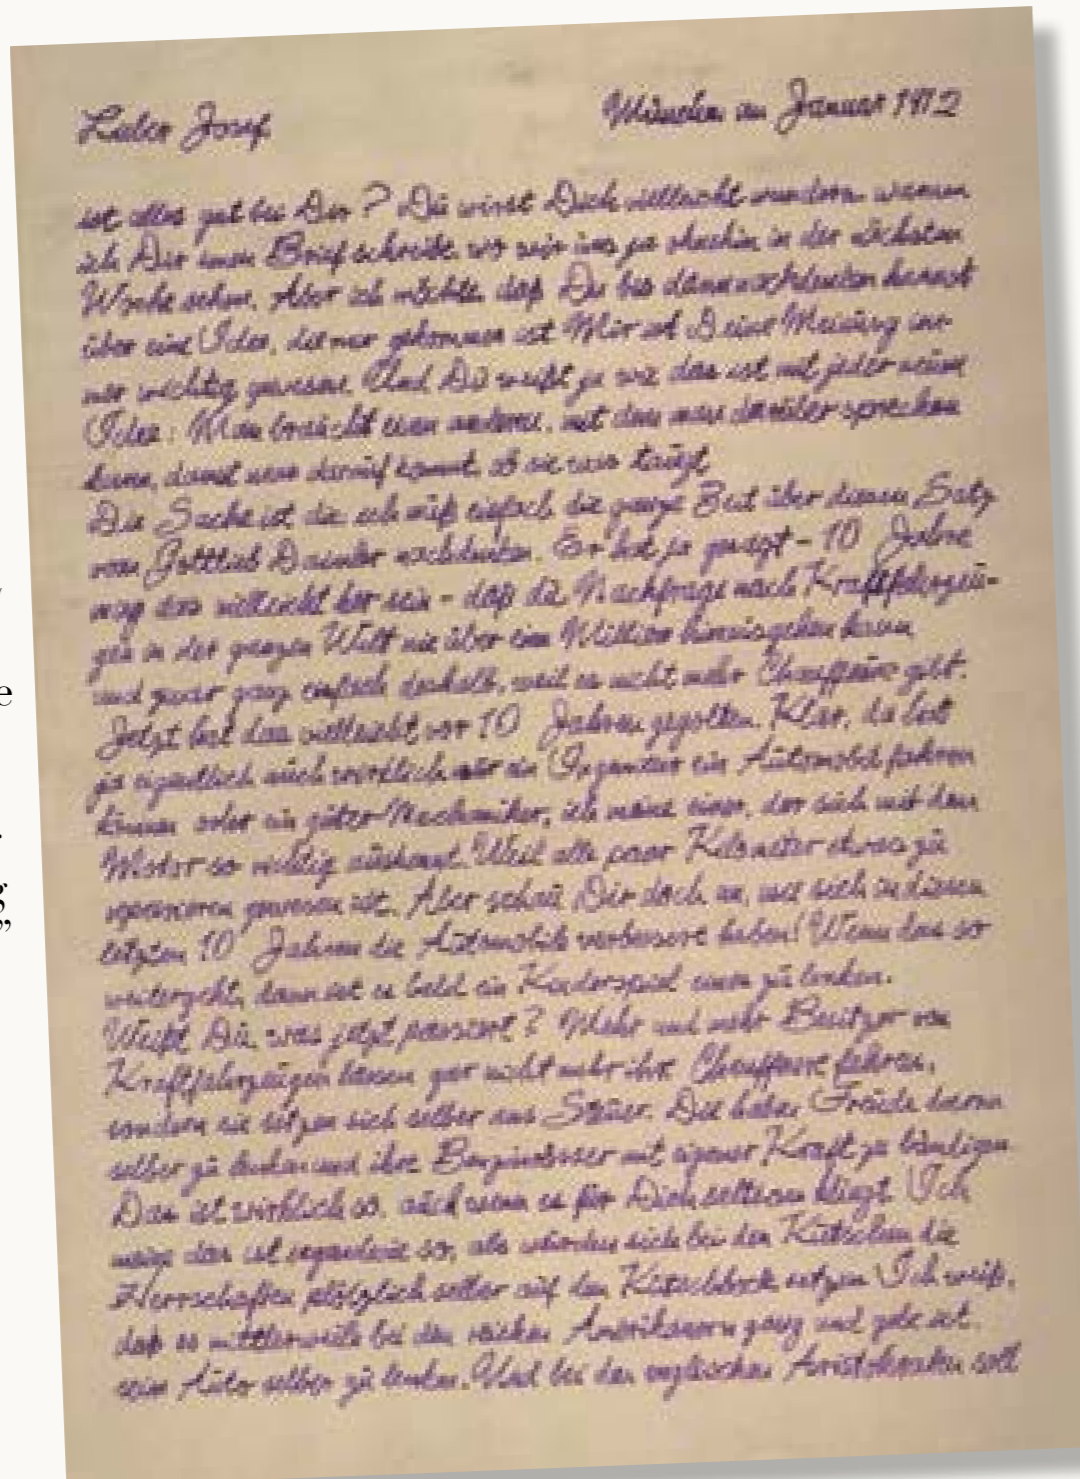 Lieber Josef
München im Januar 1912
ist alles gut bei Dir? Du wirst Dich vielleicht wundern, warum
ich Dir einen Brief schreibe, wo wir uns ja ohnehin in der nächsten
Woche sehen. Aber ich möchte, daß Du bis dann nachdenken kannst
über eine Idee, die mir gekommen ist. Mir ist Deine Meinung im-
mer wichtig gewesen. Und Du weißt ja wie das ist mit jeder neuen
Idee: Man braucht einen anderen, mit dem man darüber sprechen
kann, damit man darauf kommt, ob sie was taugt.
Die Sache ist die, ich muß einfach die ganze Zeit über diesen Satz
vom Gottlieb Daimler nachdenken. Er hat ja gesagt – 10 Jahre
mag das vielleicht her sein – daß die Nachfrage nach Kraftfahrzeu-
gen in der ganzen Welt nie über eine Million hinausgehen kann,
und zwar ganz einfach deshalb, weil es nicht mehr Chauffeure gibt.
Jetzt hat das vielleicht vor 10 Jahren gegolten. Klar, da hat
ja eigentlich auch wirklich nur ein Ingenieur ein Automobil fahren
können oder ein guter Mechaniker, ich meine einer, der sich mit dem
Motor so richtig auskennt. Weil alle paar Kilometer etwas zu
reparieren gewesen ist. Aber schau Dir doch an, wie sich in diesen
letzten 10 Jahren die Automobile verbessert haben! Wenn das so
weitergeht, dann ist es bald ein Kinderspiel einen zu lenken.
Weißt Du, was jetzt passiert? Mehr und mehr Besitzer von
Kraftfahrzeugen lassen gar nicht mehr ihre Chauffeure fahren,
sondern sie setzen sich selber ans Steuer. Die haben Freude daran
selber zu lenken und ihre Benzinrösser mit eigener Kraft zu bändigen.
Das ist wirklich so, auch wenn es für Dich seltsam klingt. Ich
meine das ist irgendwie so, als würden sich bei den Kutschen die
Herrschaften plötzlich selber auf den Kutschbock setzen. Ich weiß,
daß es mittlerweile bei den reichen Amerikanern gang und gäbe ist,
sein Auto selber zu lenken. Und bei den englischen Aristokraten soll